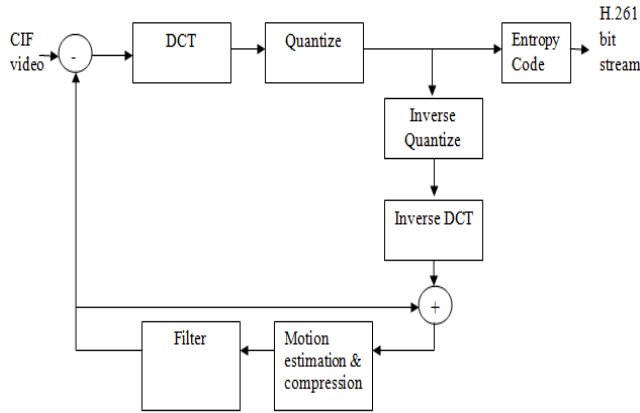 CIF
video
-
DCT
Quantize
Entropy
Code
H.261
bit
stream
Inverse
Quantize
Inverse DCT
+
Filter
Motion
estimation &
compression